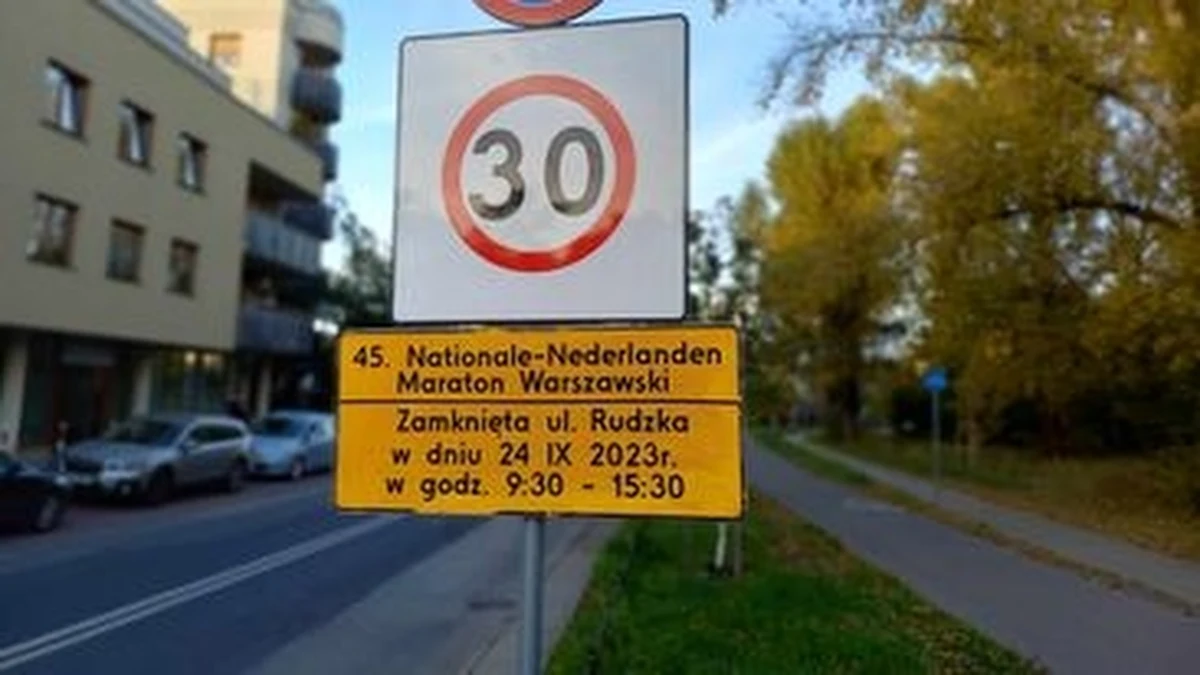 30
45. Nationale-Nederlanden
Maraton Warszawski
Zamknięta ul. Rudzka
w dniu 24 IX 2023r.
w godz. 9:30 - 15:30